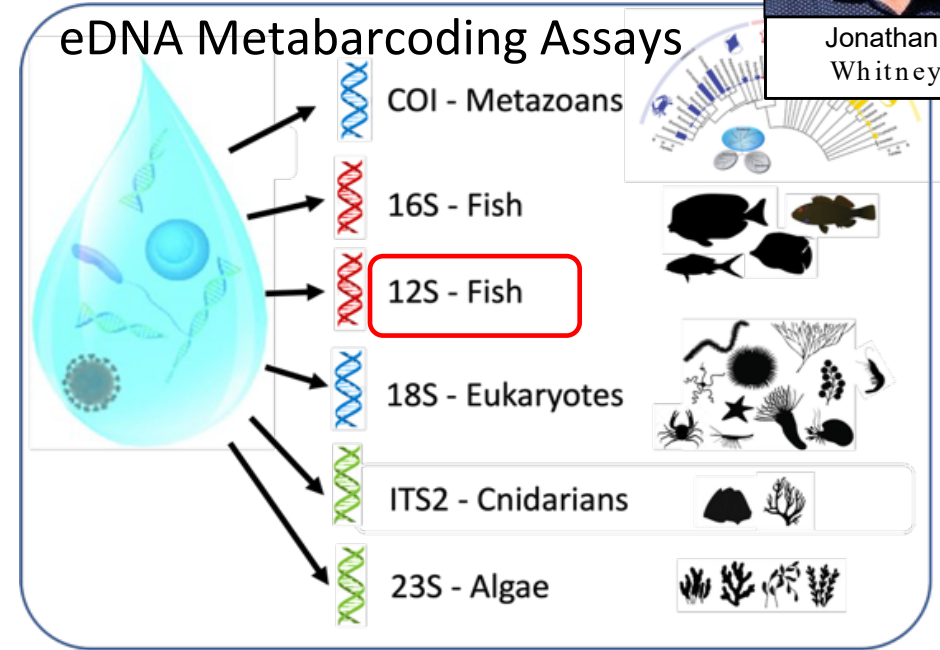 eDNA Metabarcoding Assays
Jonathan
Whitney
COI - Metazoans
16S - Fish
12S - Fish
18S - Eukaryotes
ITS2 - Cnidarians
23S - Algae